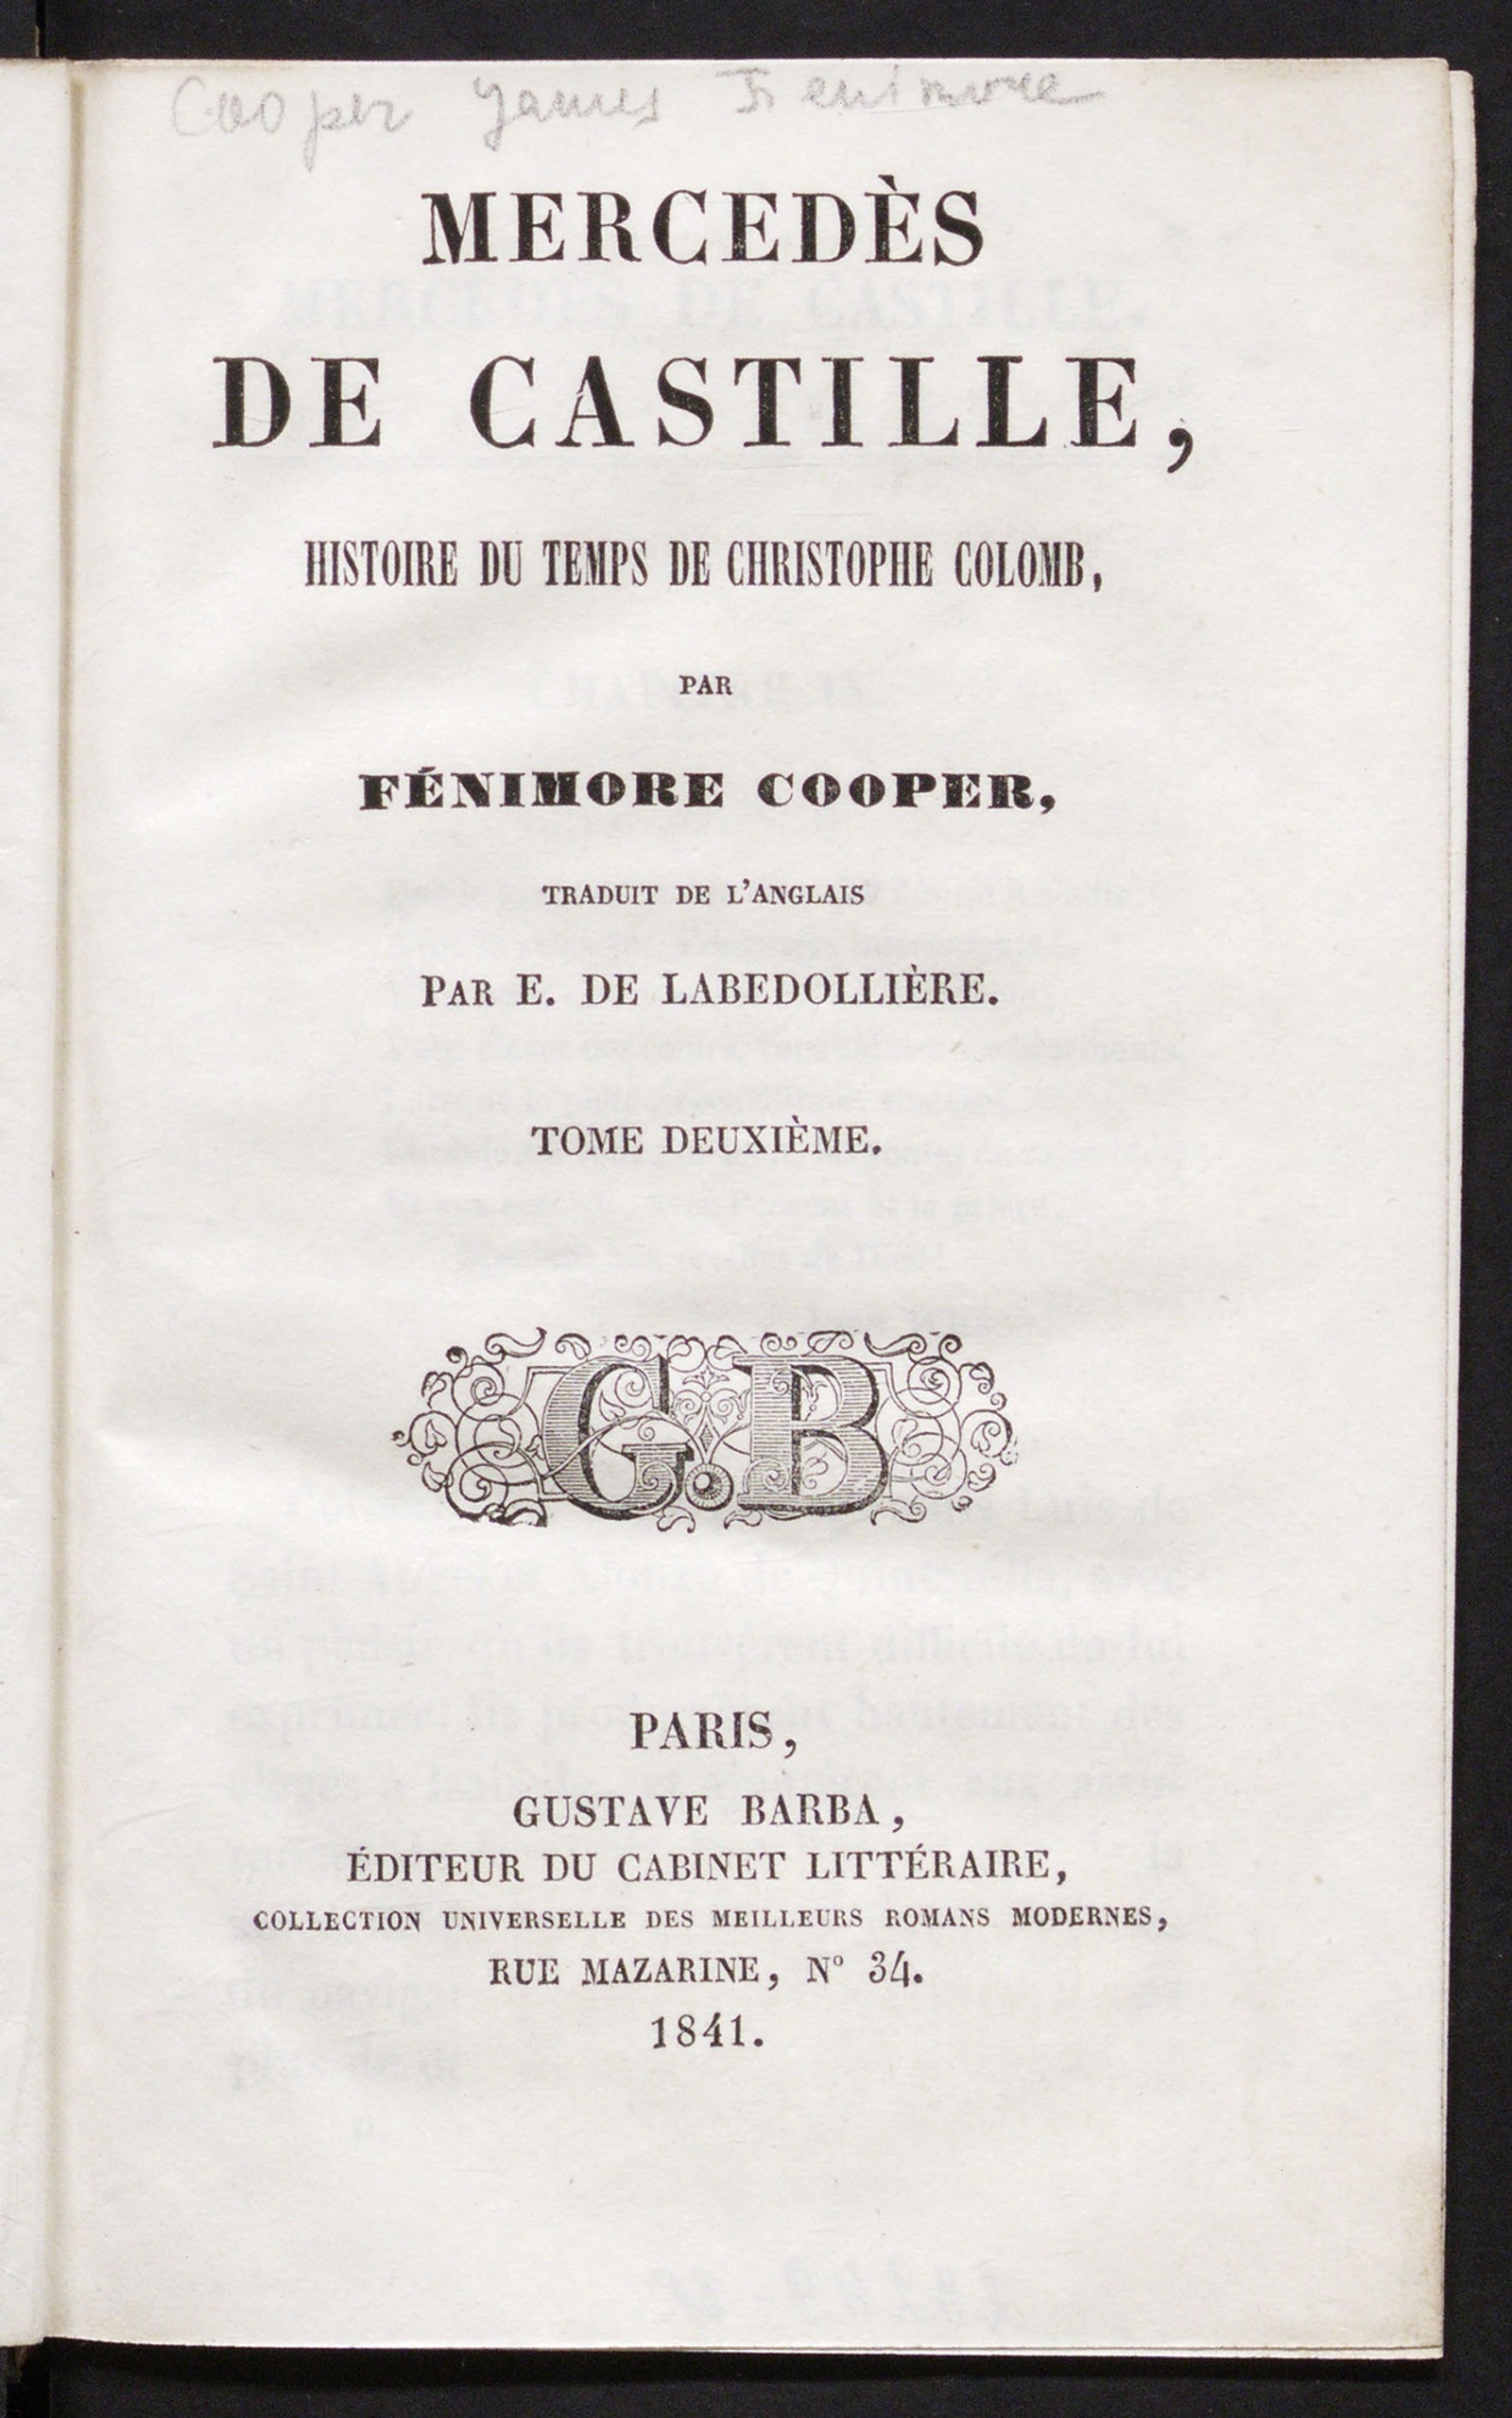 Cooper James Fenimore
MERCEDÈS
DE CASTILLE,
HISTOIRE DU TEMPS DE CHRISTOPHE COLOMB,
PAR
FÉNIMORE COOPER,
TRADUIT DE L'ANGLAIS
PAR E. DE LABEDOLLIÈRE.
TOME DEUXIÈME.
G.B
PARIS,
GUSTAVE BARBA,
ÉDITEUR DU CABINET LITTÉRAIRE,
COLLECTION UNIVERSELLE DES MEILLEURS ROMANS MODERNES,
RUE MAZARINE, N° 34.
1841.